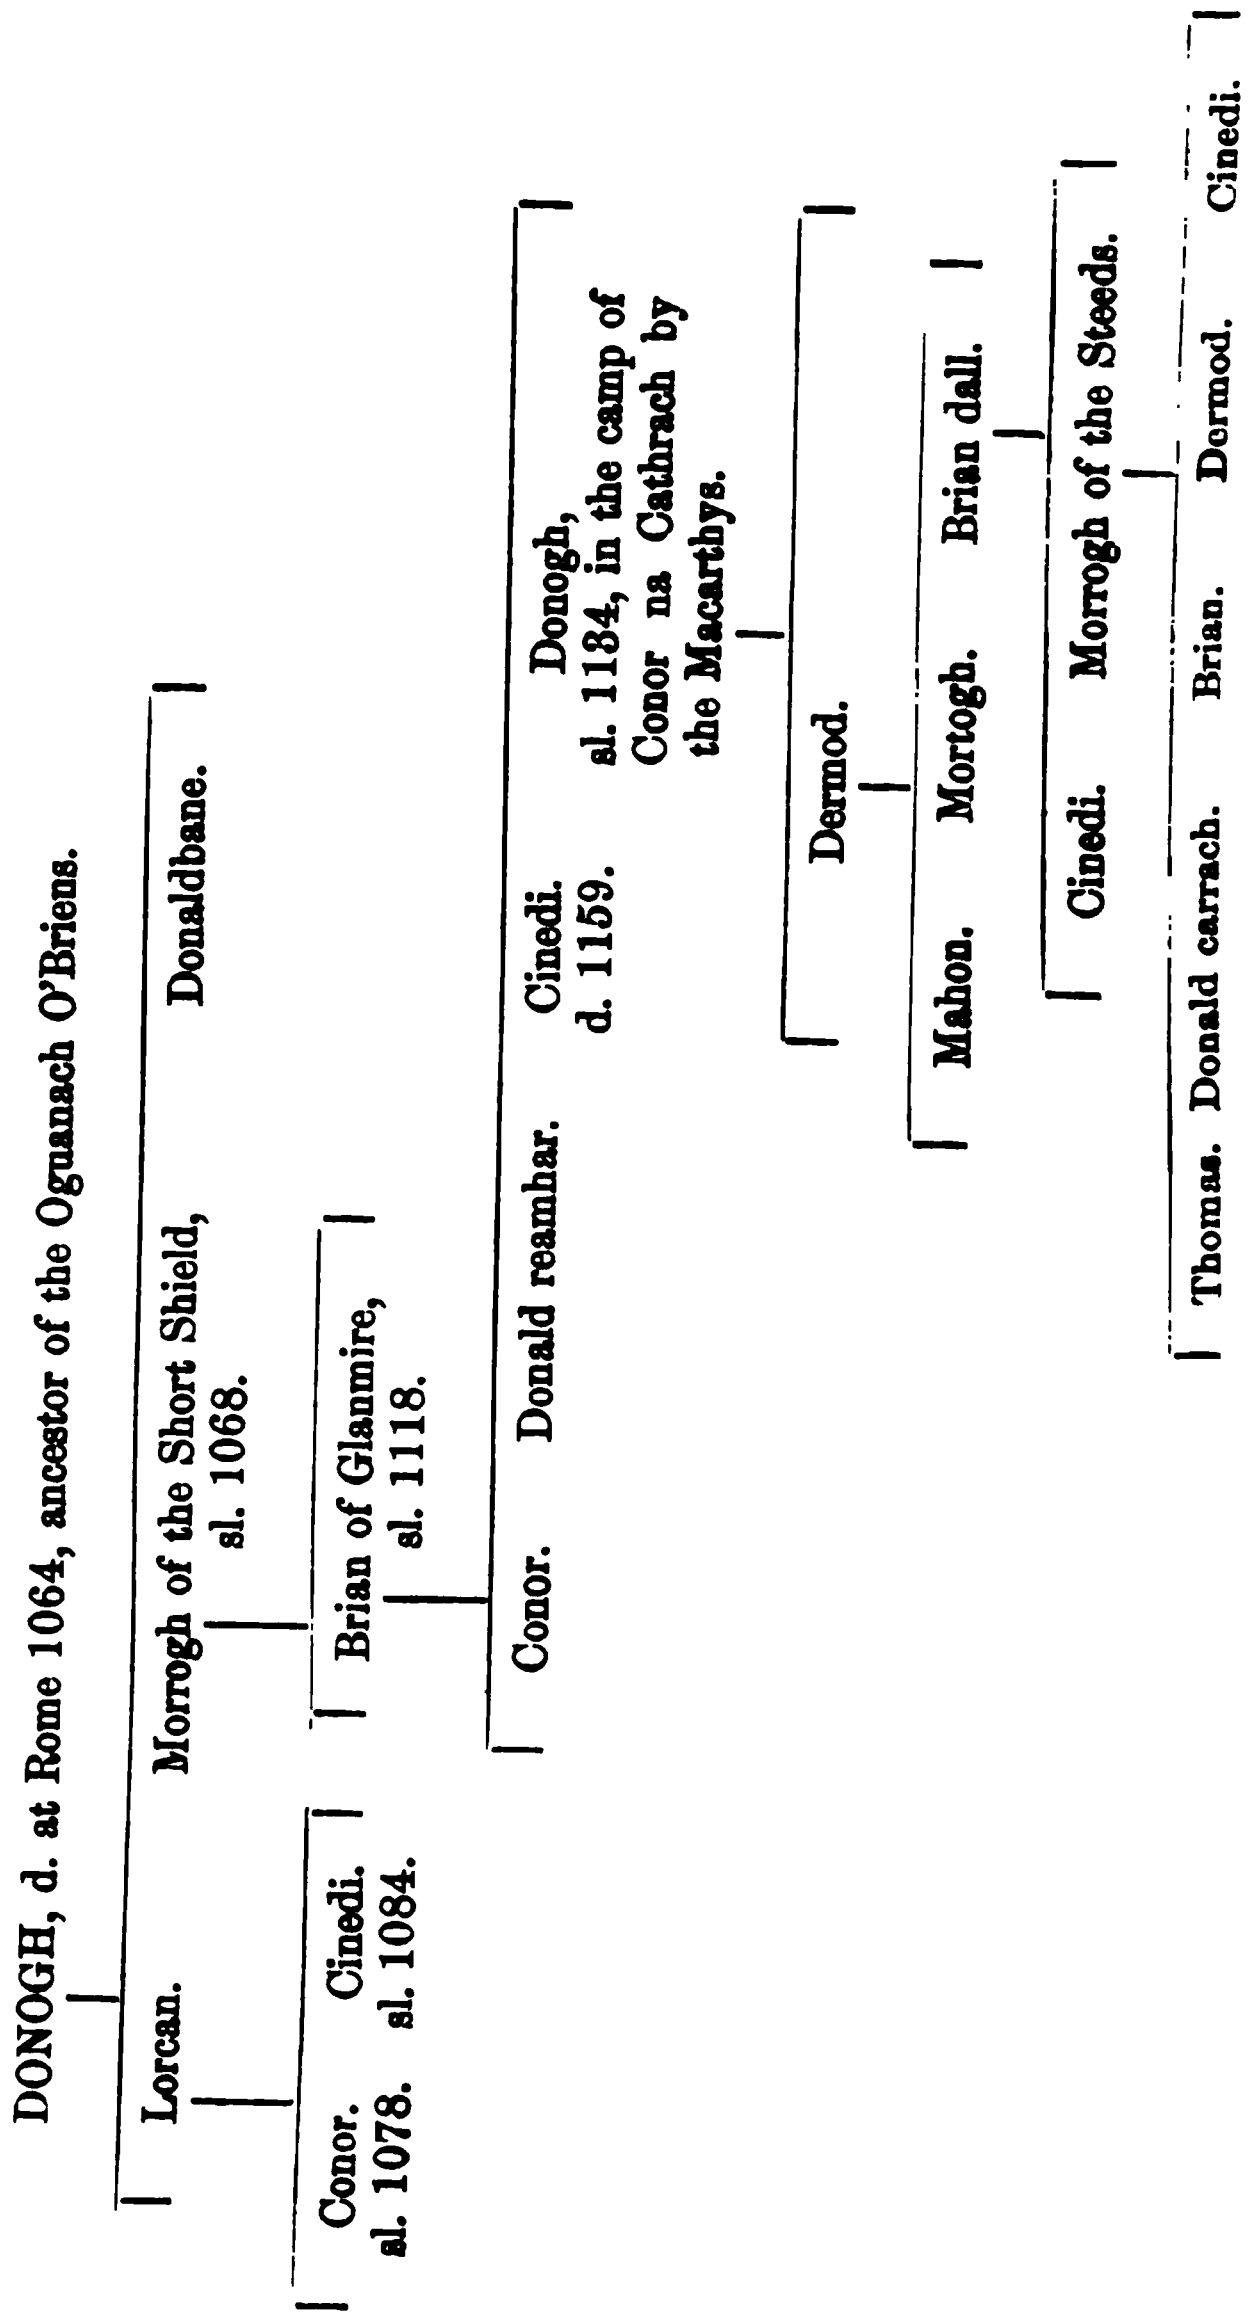 DONOGH, d. at Rome 1064, ancestor of the Oguanach O'Briens.
Lorcan.
Morrogh of the Short Shield,
sl. 1068.
Donaldbane.
Conor.
sl. 1078.
Cinedi.
sl. 1084.
Brian of Glanmire,
sl. 1118.
Conor.
Donald reamhar.
Cinedi.
d. 1159.
Donogh,
sl. 1134, in the camp of
Conor na Cathrach by
the Macarthys.
Dermod.
Mahon.
Mortogh.
Brian dall.
Cinedi.
Morrogh of the Steeds.
Thomas.
Donald carrach.
Brian.
Dermod.
Cinedi.